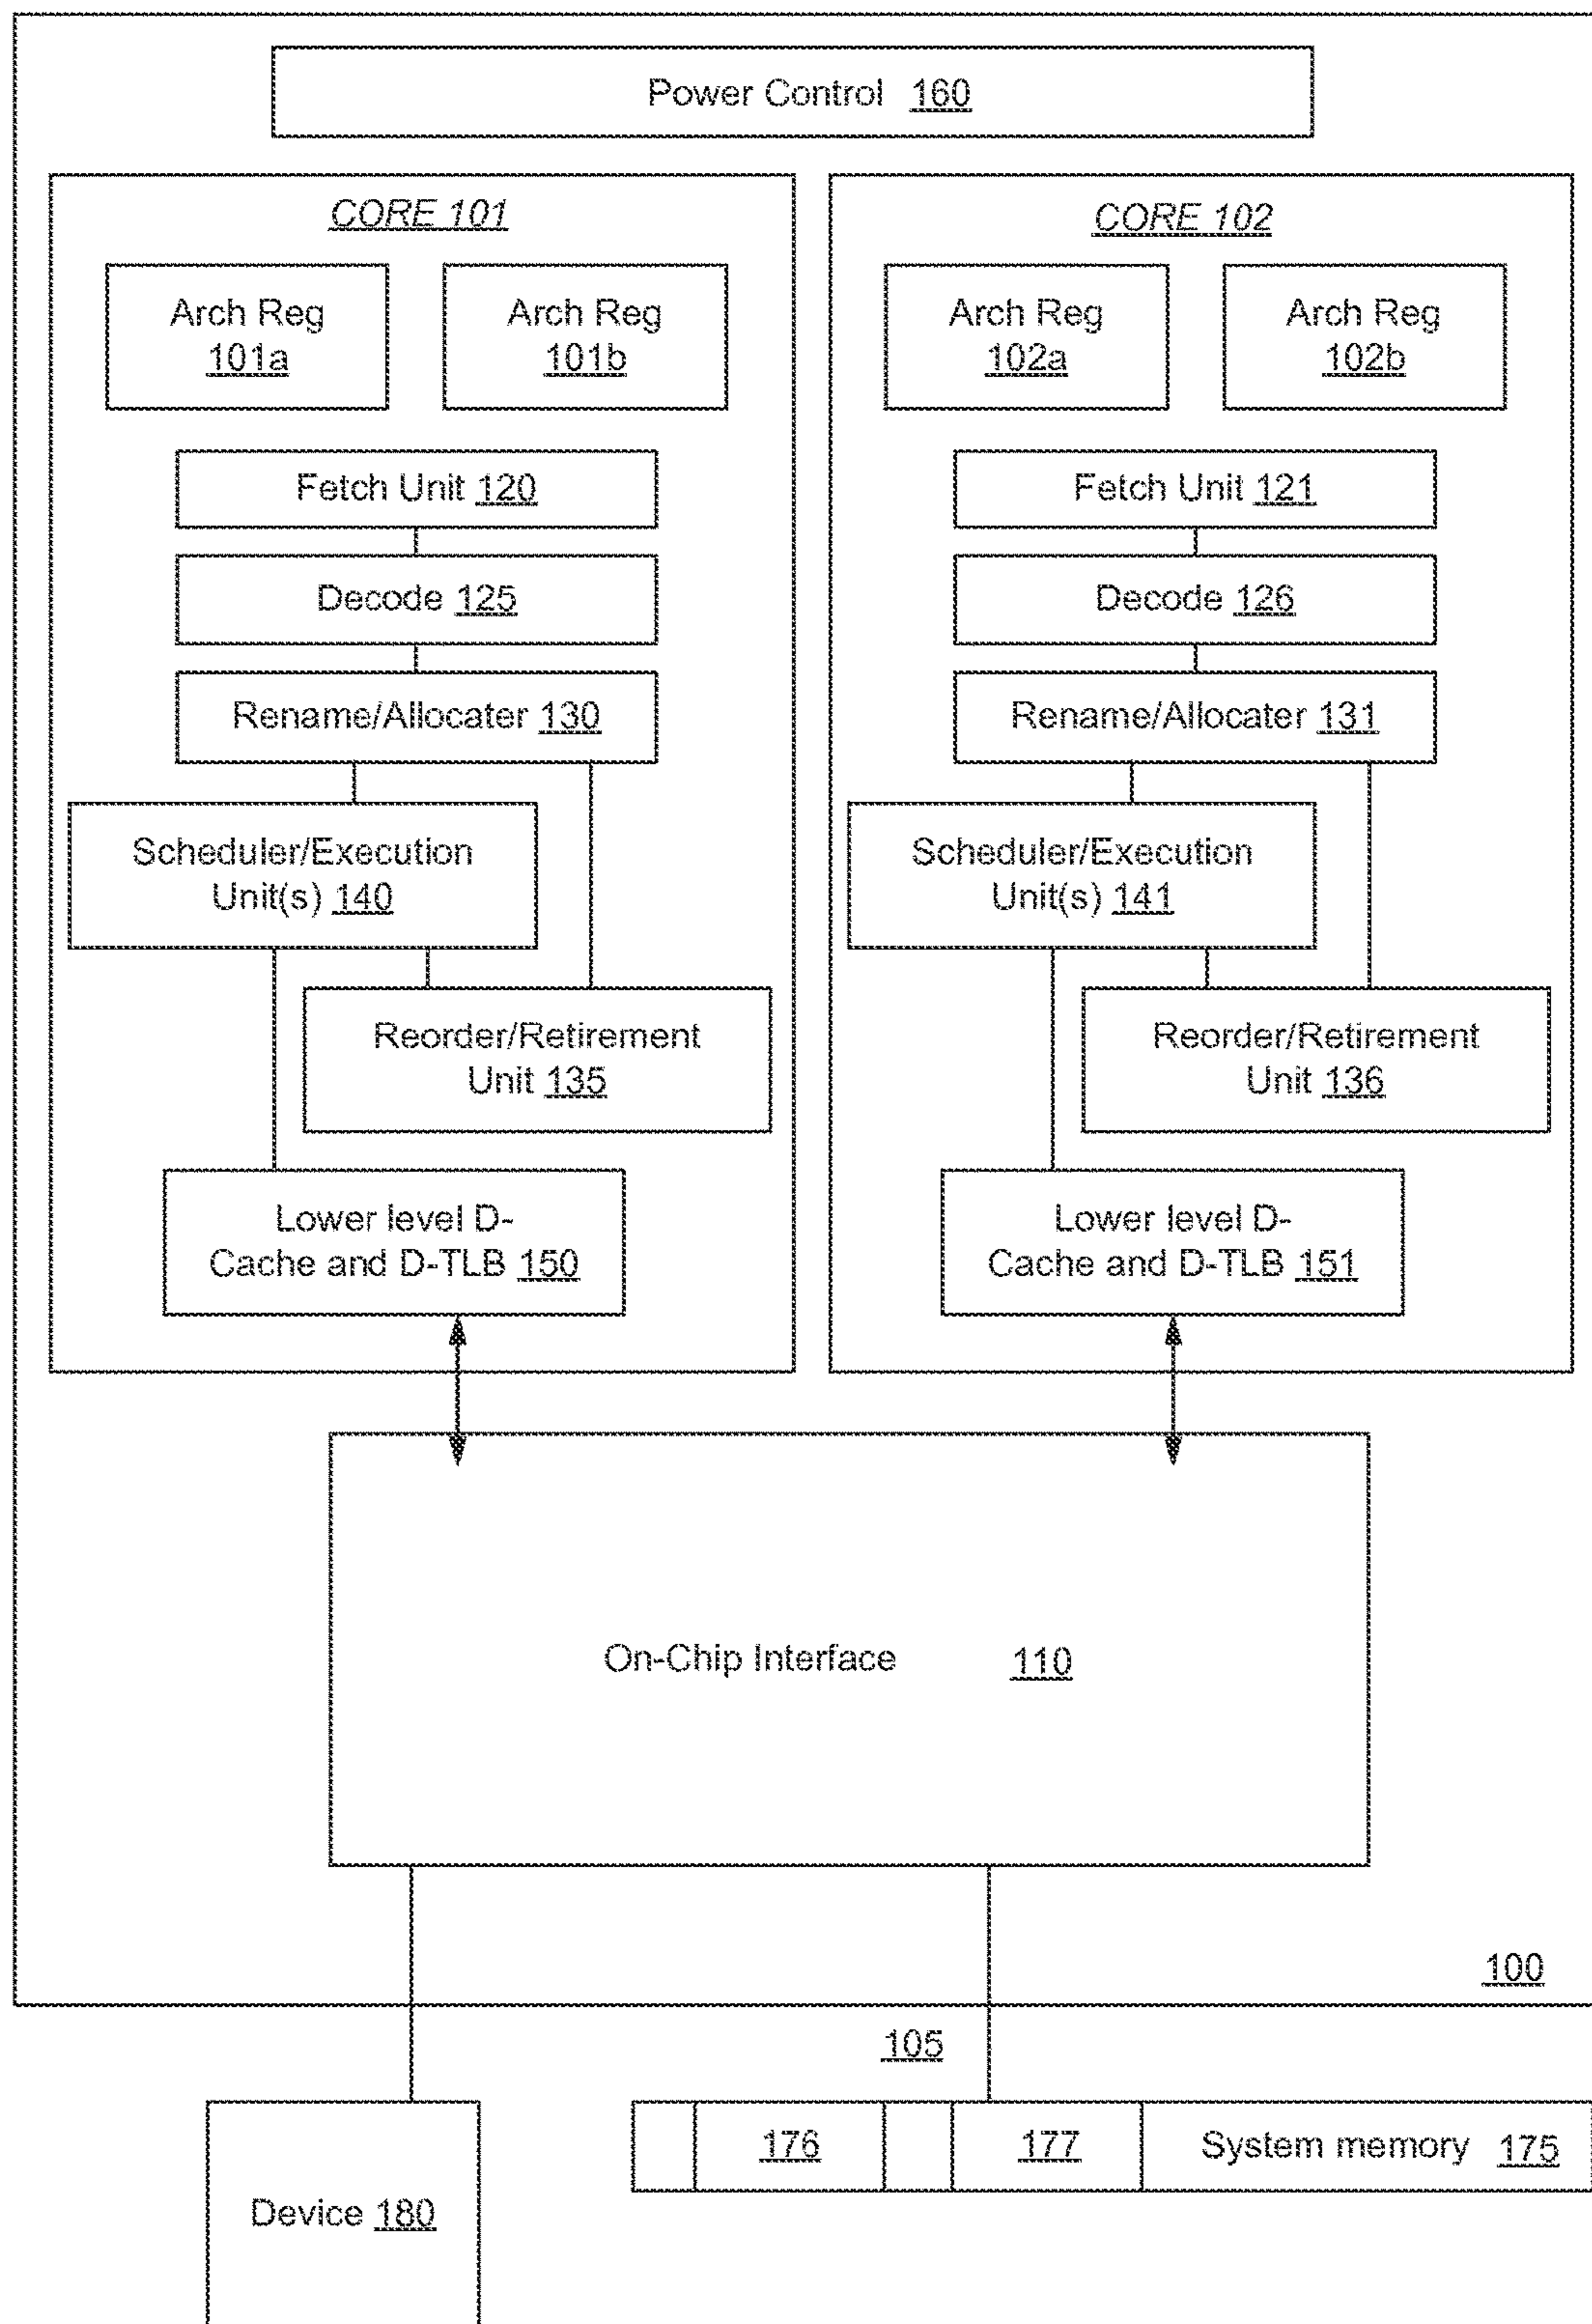 Power Control 160
CORE 101
Arch Reg
101a
Arch Reg
101b
Fetch Unit 120
Decode 125
Rename/Allocater 130
Scheduler/Execution
Unit(s) 140
Reorder/Retirement
Unit 135
Lower level D-
Cache and D-TLB 150
CORE 102
Arch Reg
102a
Arch Reg
102b
Fetch Unit 121
Decode 126
Rename/Allocater 131
Scheduler/Execution
Unit(s) 141
Reorder/Retirement
Unit 136
Lower level D-
Cache and D-TLB 151
On-Chip Interface 110
100
105
176
177
System memory 175
Device 180